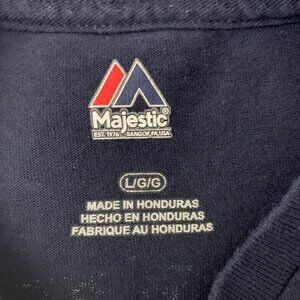 Majestic®
EST. 1976 BANGOR, PA, USA
L/G/G
MADE IN HONDURAS
HECHO EN HONDURAS
FABRIQUE AU HONDURAS